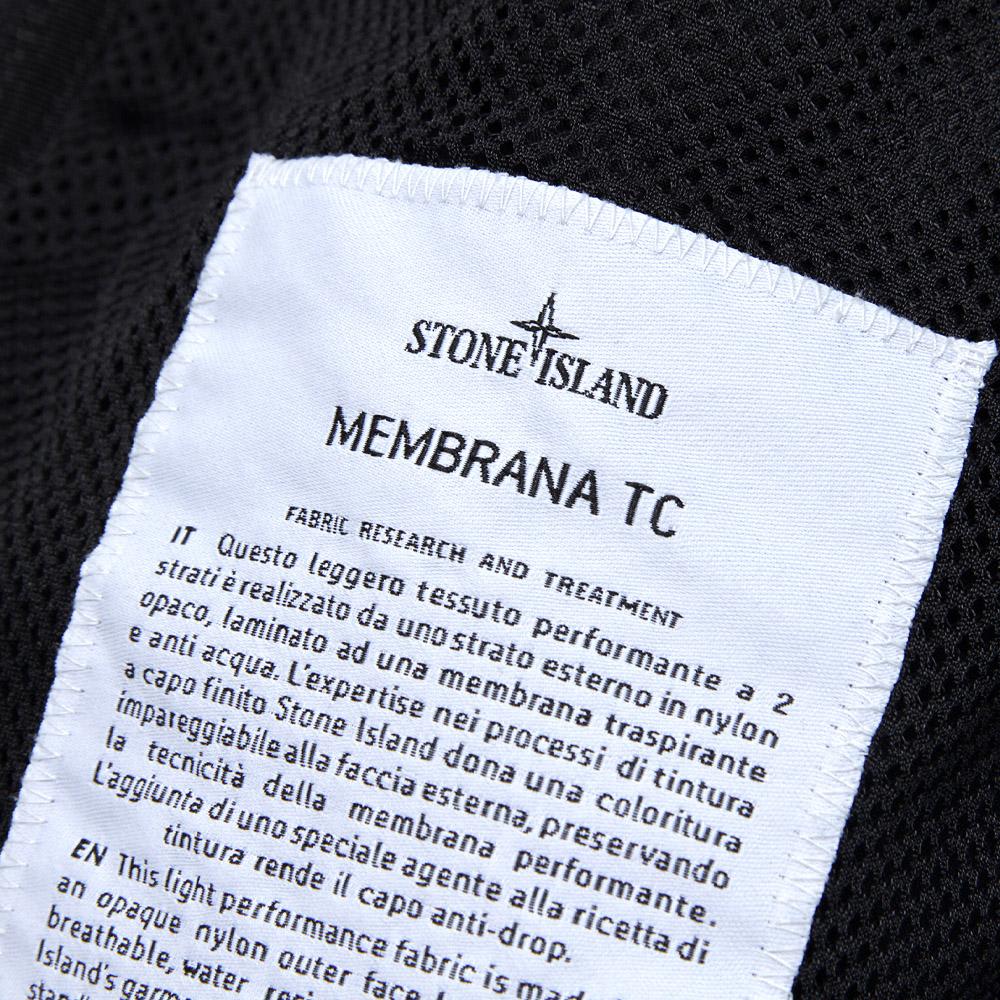 STONE ISLAND
MEMBRANA TC
FABRIC RESEARCH AND TREATMENT
IT Questo leggero tessuto performante a 2
strati è realizzato da uno strato esterno in nylon
opaco, laminato ad una membrana traspirante
e anti acqua. L'expertise nei processi di tintura
a capo finito Stone Island dona una coloritura
impareggiabile alla faccia esterna, preservando
la tecnicità della membrana performante.
L'aggiunta di uno speciale agente alla ricetta di
tintura rende il capo anti-drop.
EN This light performance fabric is made
an opaque nylon outer face
breathable, water
Island's